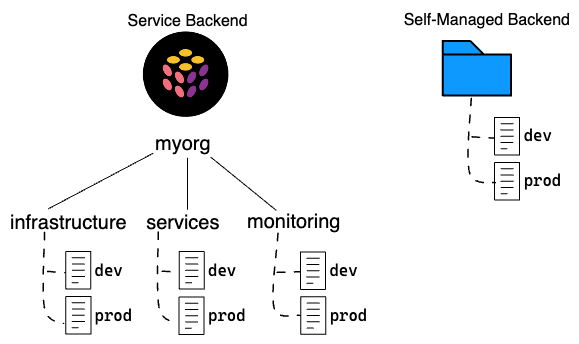 Service Backend
Self-Managed Backend
myorg
dev
prod
infrastructure
services
monitoring
dev
dev
dev
prod
prod
prod